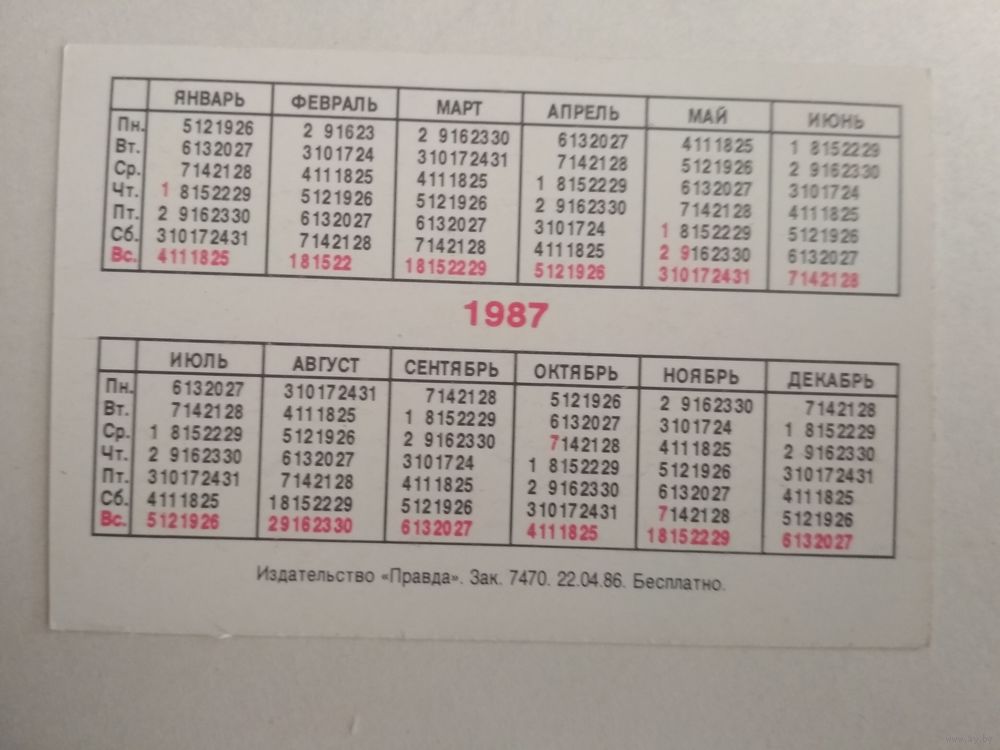 ЯНВАРЬ ФЕВРАЛЬ МАРТ АПРЕЛЬ МАЙ ИЮНЬ
Пн. 5 12 19 26 2 9 16 23 2 9 16 23 30 6 13 20 27 4 11 18 25 1 8 15 22 29
Вт. 6 13 20 27 3 10 17 24 3 10 17 24 31 7 14 21 28 5 12 19 26 2 9 16 23 30
Ср. 7 14 21 28 4 11 18 25 4 11 18 25 1 8 15 22 29 6 13 20 27 3 10 17 24
Чт. 1 8 15 22 29 5 12 19 26 5 12 19 26 2 9 16 23 30 7 14 21 28 4 11 18 25
Пт. 2 9 16 23 30 6 13 20 27 6 13 20 27 3 10 17 24 1 8 15 22 29 5 12 19 26
Сб. 3 10 17 24 31 7 14 21 28 7 14 21 28 4 11 18 25 2 9 16 23 30 6 13 20 27
Вс. 4 11 18 25 1 8 15 22 1 8 15 22 29 5 12 19 26 3 10 17 24 31 7 14 21 28
1987
ИЮЛЬ АВГУСТ СЕНТЯБРЬ ОКТЯБРЬ НОЯБРЬ ДЕКАБРЬ
Пн. 6 13 20 27 3 10 17 24 31 7 14 21 28 5 12 19 26 2 9 16 23 30 7 14 21 28
Вт. 7 14 21 28 4 11 18 25 1 8 15 22 29 6 13 20 27 3 10 17 24 1 8 15 22 29
Ср. 1 8 15 22 29 5 12 19 26 2 9 16 23 30 7 14 21 28 4 11 18 25 2 9 16 23 30
Чт. 2 9 16 23 30 6 13 20 27 3 10 17 24 1 8 15 22 29 5 12 19 26 3 10 17 24 31
Пт. 3 10 17 24 31 7 14 21 28 4 11 18 25 2 9 16 23 30 6 13 20 27 4 11 18 25
Сб. 4 11 18 25 1 8 15 22 29 5 12 19 26 3 10 17 24 31 7 14 21 28 5 12 19 26
Вс. 5 12 19 26 2 9 16 23 30 6 13 20 27 4 11 18 25 1 8 15 22 29 6 13 20 27
Издательство «Правда». Зак. 7470. 22.04.86. Бесплатно.